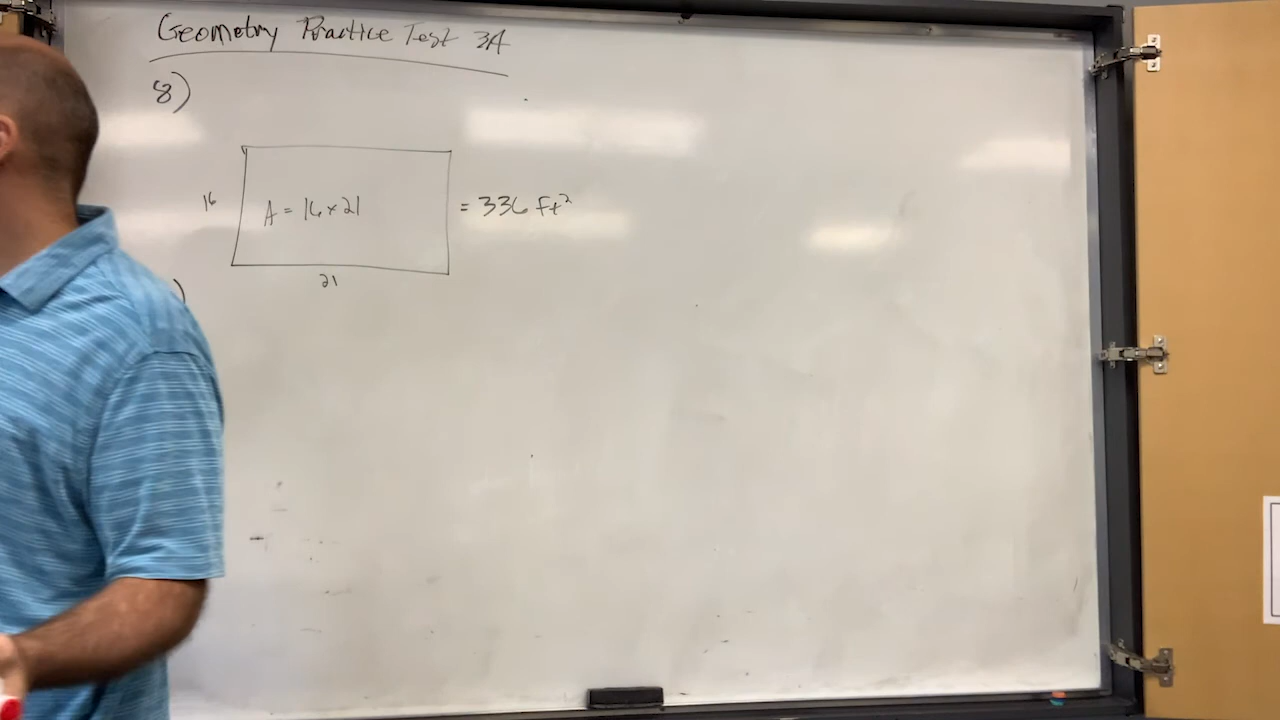 Geometry Practice Test 3A
8)
16 A = 16 × 21 = 336 ft²
21
)